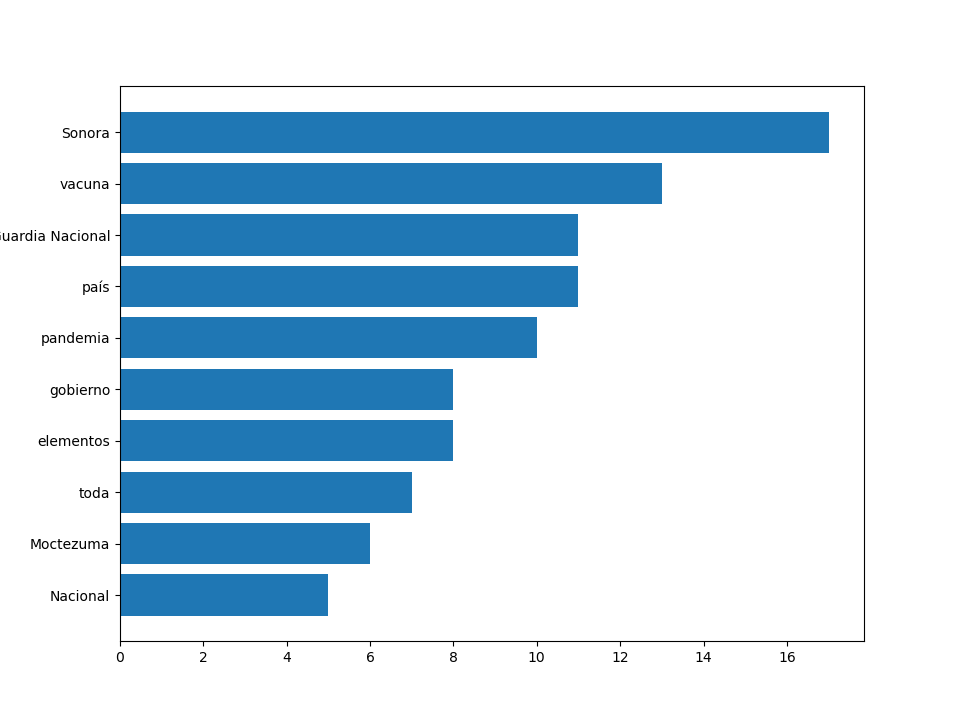 Sonora
vacuna
Guardia Nacional
país
pandemia
gobierno
elementos
toda
Moctezuma
Nacional
0 2 4 6 8 10 12 14 16